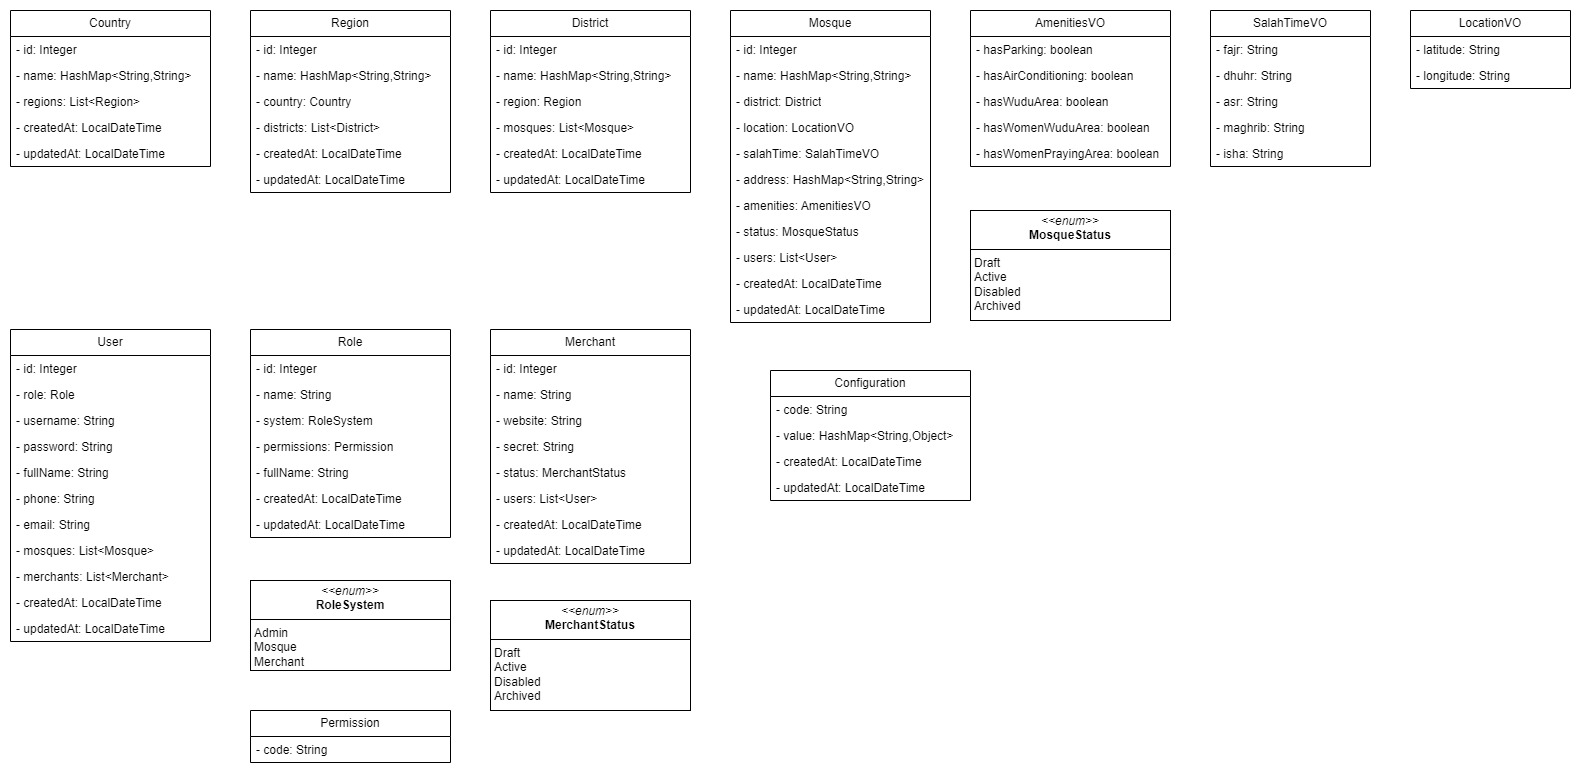 Country
- id: Integer
- name: HashMap<String,String>
- regions: List<Region>
- createdAt: LocalDateTime
- updatedAt: LocalDateTime
Region
- id: Integer
- name: HashMap<String,String>
- country: Country
- districts: List<District>
- createdAt: LocalDateTime
- updatedAt: LocalDateTime
District
- id: Integer
- name: HashMap<String,String>
- region: Region
- mosques: List<Mosque>
- createdAt: LocalDateTime
- updatedAt: LocalDateTime
Mosque
- id: Integer
- name: HashMap<String,String>
- district: District
- location: LocationVO
- salahTime: SalahTimeVO
- address: HashMap<String,String>
- amenities: AmenitiesVO
- status: MosqueStatus
- users: List<User>
- createdAt: LocalDateTime
- updatedAt: LocalDateTime
AmenitiesVO
- hasParking: boolean
- hasAirConditioning: boolean
- hasWuduArea: boolean
- hasWomenWuduArea: boolean
- hasWomenPrayingArea: boolean
SalahTimeVO
- fajr: String
- dhuhr: String
- asr: String
- maghrib: String
- isha: String
LocationVO
- latitude: String
- longitude: String
<<enum>>
MosqueStatus
Draft
Active
Disabled
Archived
User
- id: Integer
- role: Role
- username: String
- password: String
- fullName: String
- phone: String
- email: String
- mosques: List<Mosque>
- merchants: List<Merchant>
- createdAt: LocalDateTime
- updatedAt: LocalDateTime
Role
- id: Integer
- name: String
- system: RoleSystem
- permissions: Permission
- fullName: String
- createdAt: LocalDateTime
- updatedAt: LocalDateTime
Merchant
- id: Integer
- name: String
- website: String
- secret: String
- status: MerchantStatus
- users: List<User>
- createdAt: LocalDateTime
- updatedAt: LocalDateTime
Configuration
- code: String
- value: HashMap<String,Object>
- createdAt: LocalDateTime
- updatedAt: LocalDateTime
<<enum>>
RoleSystem
Admin
Mosque
Merchant
<<enum>>
MerchantStatus
Draft
Active
Disabled
Archived
Permission
- code: String